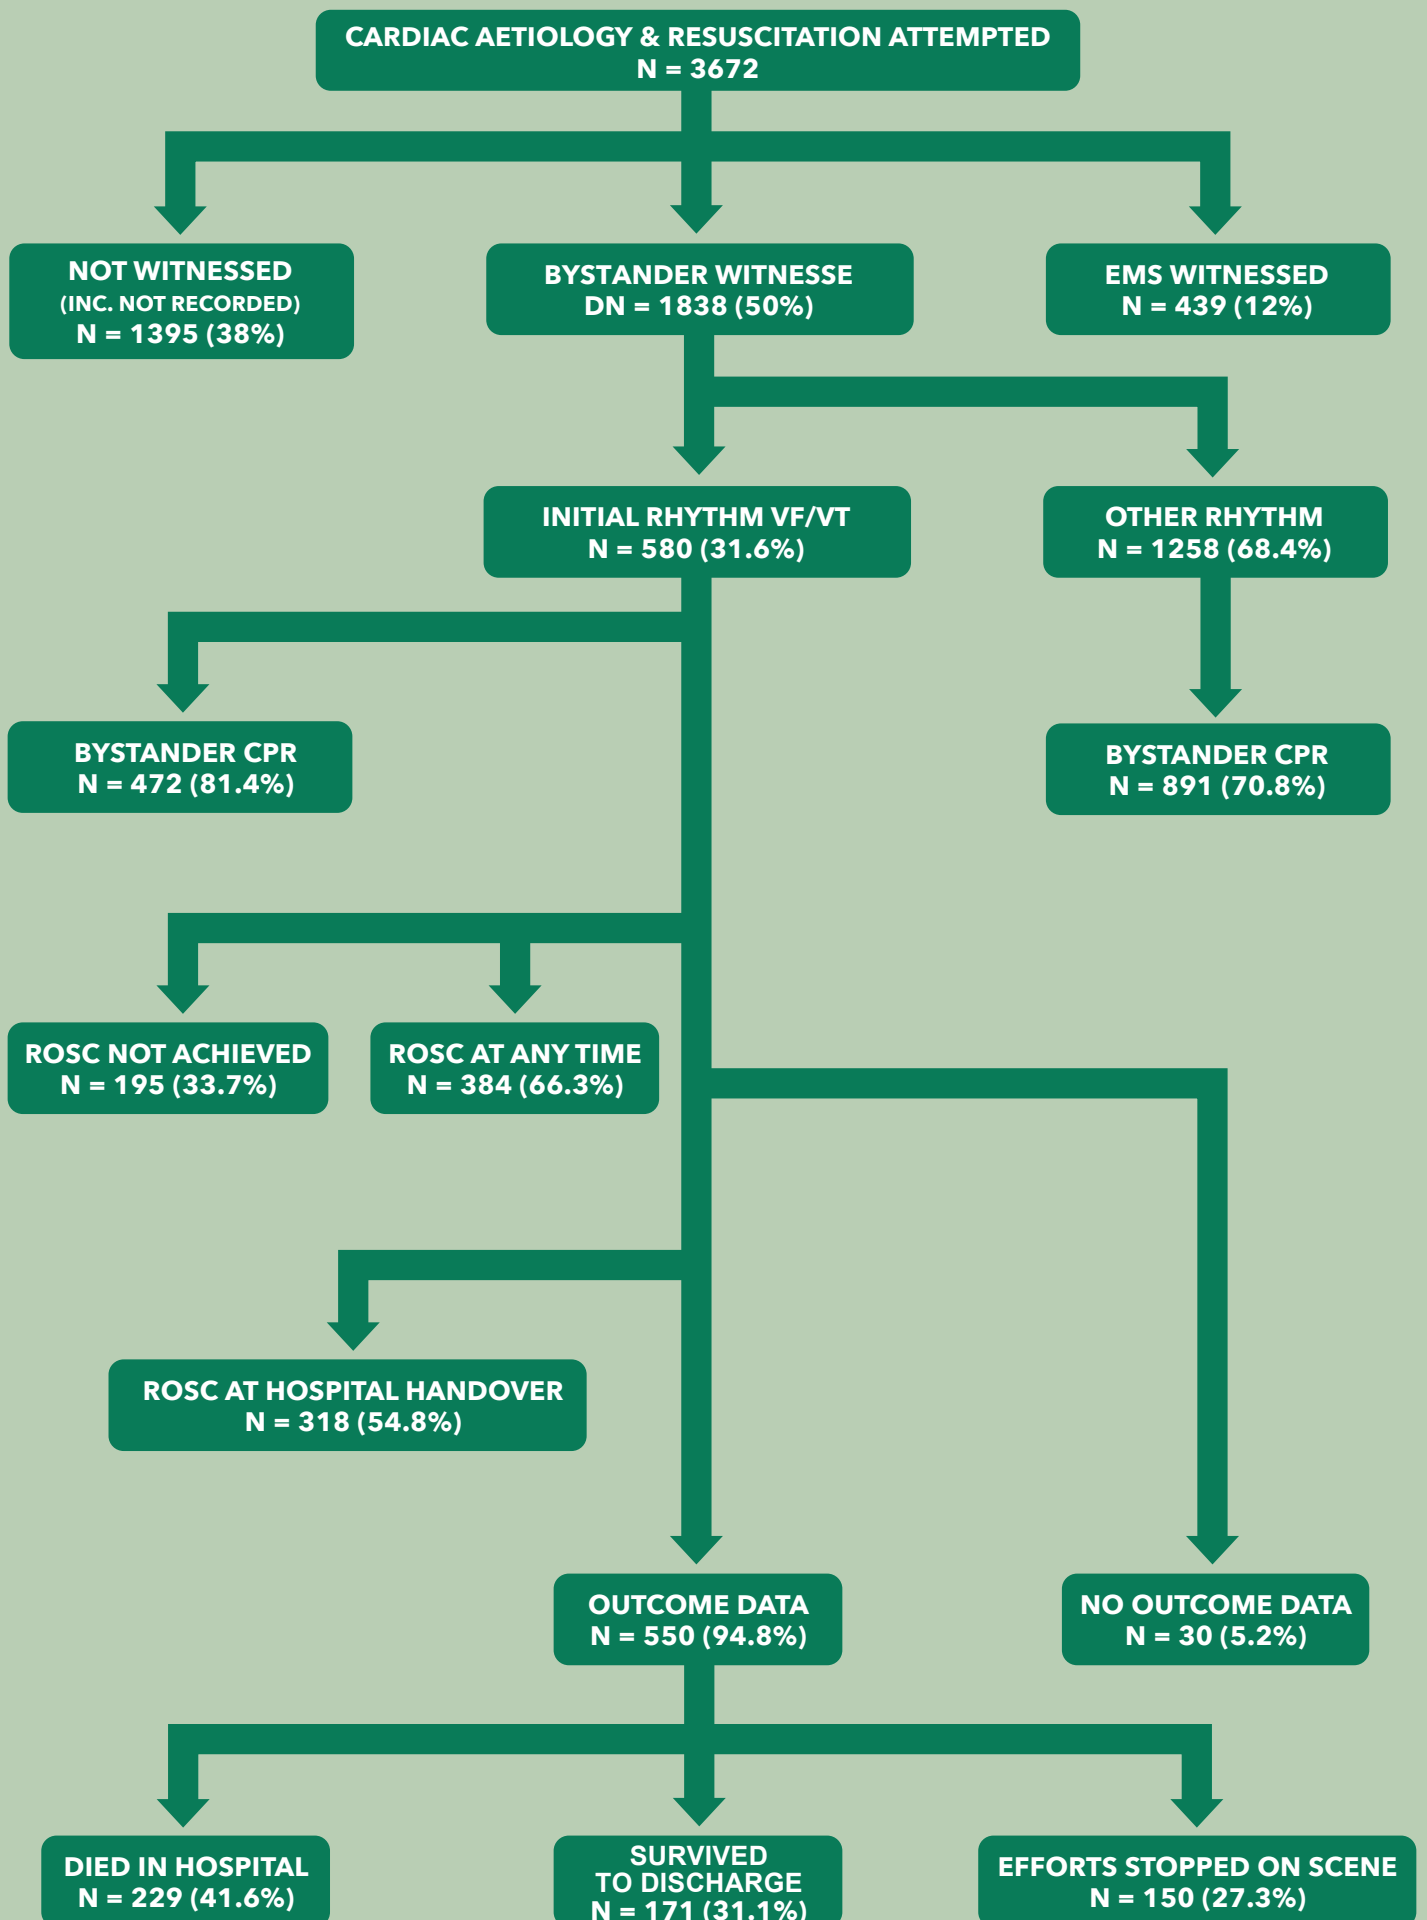 CARDIAC AETIOLOGY & RESUSCITATION ATTEMPTED
N = 3672
NOT WITNESSED
(INC. NOT RECORDED)
N = 1395 (38%)
BYSTANDER WITNESSE
DN = 1838 (50%)
EMS WITNESSED
N = 439 (12%)
INITIAL RHYTHM VF/VT
N = 580 (31.6%)
OTHER RHYTHM
N = 1258 (68.4%)
BYSTANDER CPR
N = 472 (81.4%)
BYSTANDER CPR
N = 891 (70.8%)
ROSC NOT ACHIEVED
N = 195 (33.7%)
ROSC AT ANY TIME
N = 384 (66.3%)
ROSC AT HOSPITAL HANDOVER
N = 318 (54.8%)
OUTCOME DATA
N = 550 (94.8%)
NO OUTCOME DATA
N = 30 (5.2%)
DIED IN HOSPITAL
N = 229 (41.6%)
SURVIVED
TO DISCHARGE
N = 171 (31.1%)
EFFORTS STOPPED ON SCENE
N = 150 (27.3%)